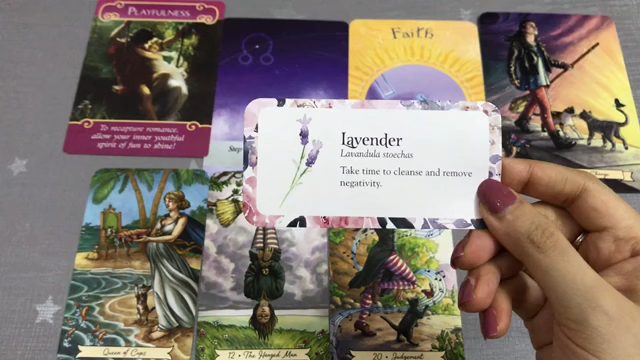 PLAYFULNESS
To recapture romance,
allow your inner youthful
spirit of fun to shine!
Step
Faith
Lavender
Lavandula stoechas
Take time to cleanse and remove
negativity.
Queen of Cups
12 • The Hanged Man
20 • Judgement